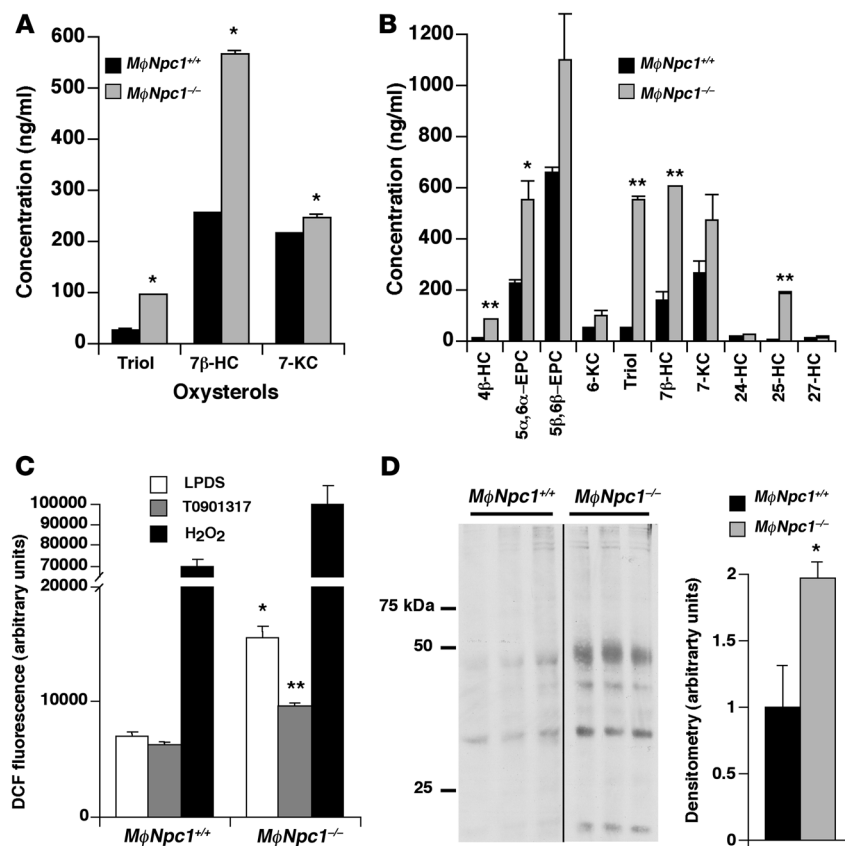 A
Concentration (ng/ml)
600
500
400
300
200
100
0
MϕNpc1+/+
MϕNpc1–/–
*
*
*
Triol
7β-HC
7-KC
Oxysterols
B
Concentration (ng/ml)
1200
1000
800
600
400
200
0
MϕNpc1+/+
MϕNpc1–/–
**
*
**
**
**
4β-HC
5α,6α–EPC
5β,6β–EPC
6-KC
Triol
7β-HC
7-KC
24-HC
25-HC
27-HC
C
DCF fluorescence (arbitrary units)
LPDS
T0901317
H2O2
100000
90000
80000
70000
20000
10000
0
*
**
MϕNpc1+/+
MϕNpc1–/–
D
MϕNpc1+/+
MϕNpc1–/–
75 kDa
50
25
MϕNpc1+/+
MϕNpc1–/–
*
Densitometry (arbitrarty units)
2
1.5
1
0.5
0